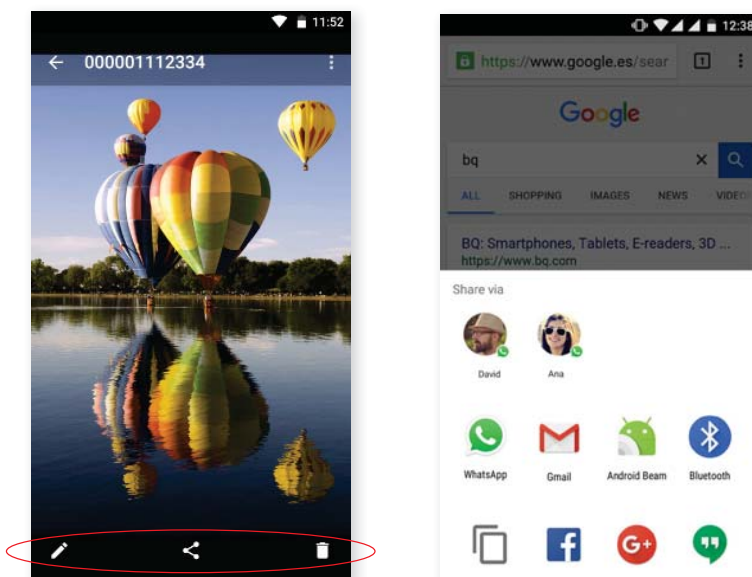 11:52
000001112334
12:38
https://www.google.es/sear
1
Google
bq
ALL SHOPPING IMAGES NEWS VIDEO
BQ: Smartphones, Tablets, E-readers, 3D ...
https://www.bq.com
Share via
David Ana
WhatsApp Gmail Android Beam Bluetooth
f G+